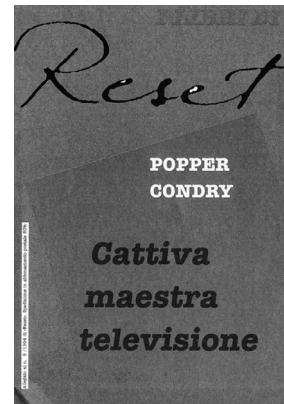 Reset
POPPER
CONDRY
Cattiva
maestra
televisione